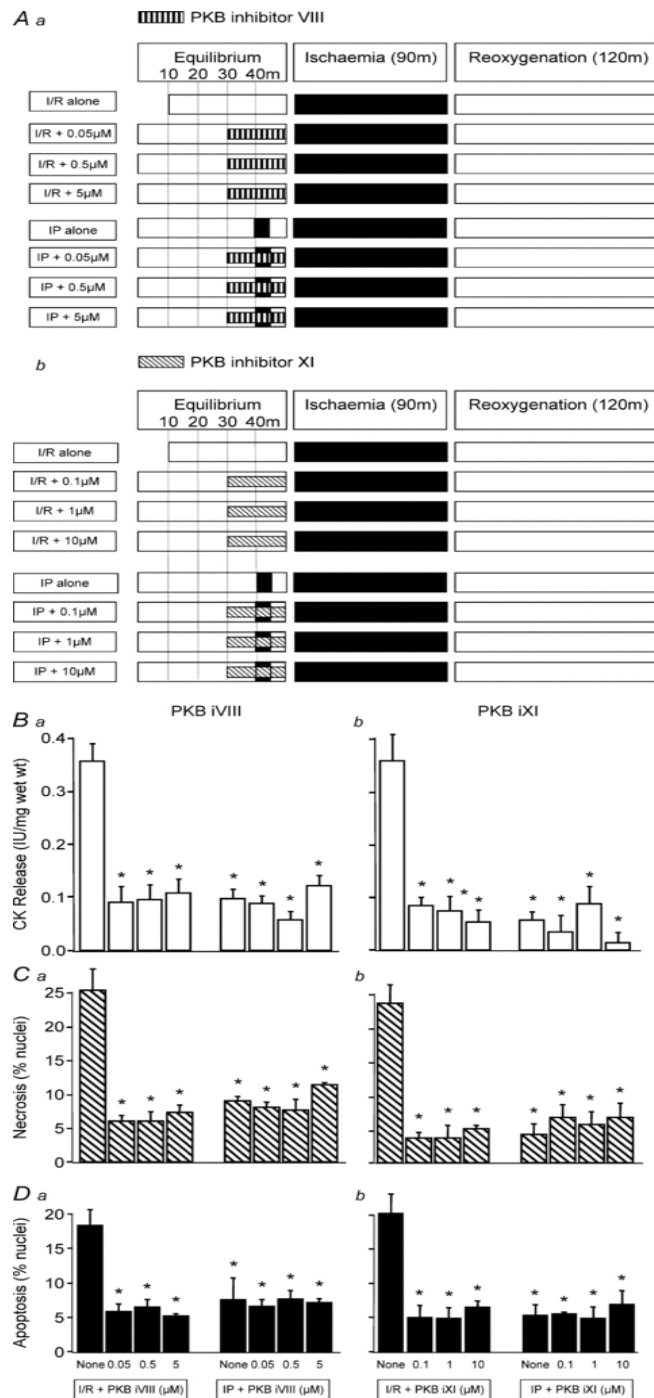 A a
PKB inhibitor VIII
Equilibrium Ischaemia (90m) Reoxygenation (120m)
10 20 30 40m
I/R alone
I/R + 0.05µM
I/R + 0.5µM
I/R + 5µM
IP alone
IP + 0.05µM
IP + 0.5µM
IP + 5µM
b
PKB inhibitor XI
Equilibrium Ischaemia (90m) Reoxygenation (120m)
10 20 30 40m
I/R alone
I/R + 0.1µM
I/R + 1µM
I/R + 10µM
IP alone
IP + 0.1µM
IP + 1µM
IP + 10µM
B a PKB iVIII b PKB iXI
CK Release (IU/mg wet wt)
0.4
0.3
0.2
0.1
0.0
* * * * * * *
* * * * * * * *
C a b
Necrosis (% nuclei)
25
20
15
10
5
0
* * * * * * *
* * * * * * *
D a b
Apoptosis (% nuclei)
20
15
10
5
0
* * * * * * *
* * * * * * *
None 0.05 0.5 5 None 0.05 0.5 5 None 0.1 1 10 None 0.1 1 10
I/R + PKB iVIII (µM) IP + PKB iVIII (µM) I/R + PKB iXI (µM) IP + PKB iXI (µM)